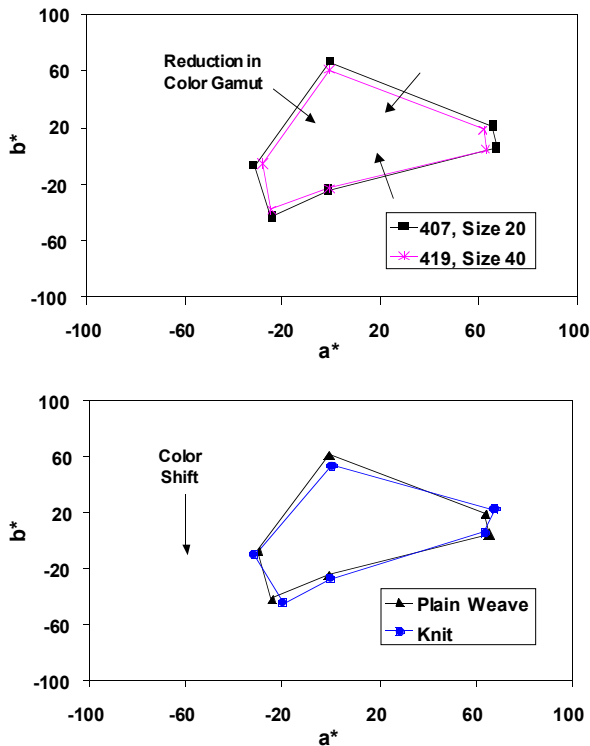 100
60
20
-20
-60
-100
b*
Reduction in
Color Gamut
407, Size 20
419, Size 40
-100 -60 -20 20 60 100
a*
100
60
20
-20
-60
-100
b*
Color
Shift
Plain Weave
Knit
-100 -60 -20 20 60 100
a*